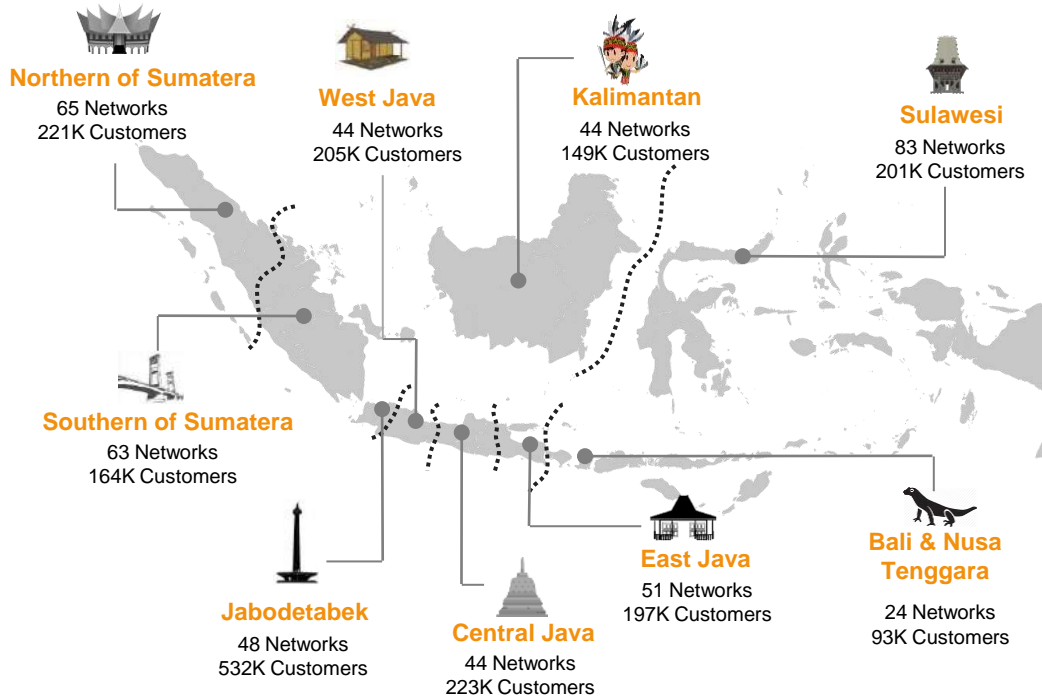 Northern of Sumatera
65 Networks
221K Customers
West Java
44 Networks
205K Customers
Kalimantan
44 Networks
149K Customers
Sulawesi
83 Networks
201K Customers
Southern of Sumatera
63 Networks
164K Customers
Jabodetabek
48 Networks
532K Customers
Central Java
44 Networks
223K Customers
East Java
51 Networks
197K Customers
Bali & Nusa
Tenggara
24 Networks
93K Customers